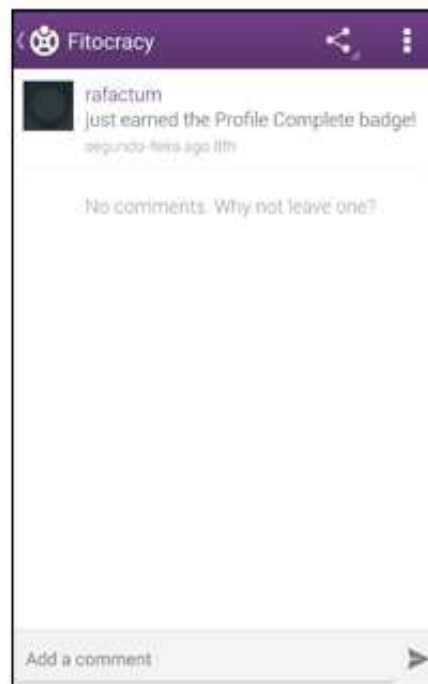 Fitocracy
rafactum
just earned the Profile Complete badge!
segunda-feira ago 8th
No comments. Why not leave one?
Add a comment